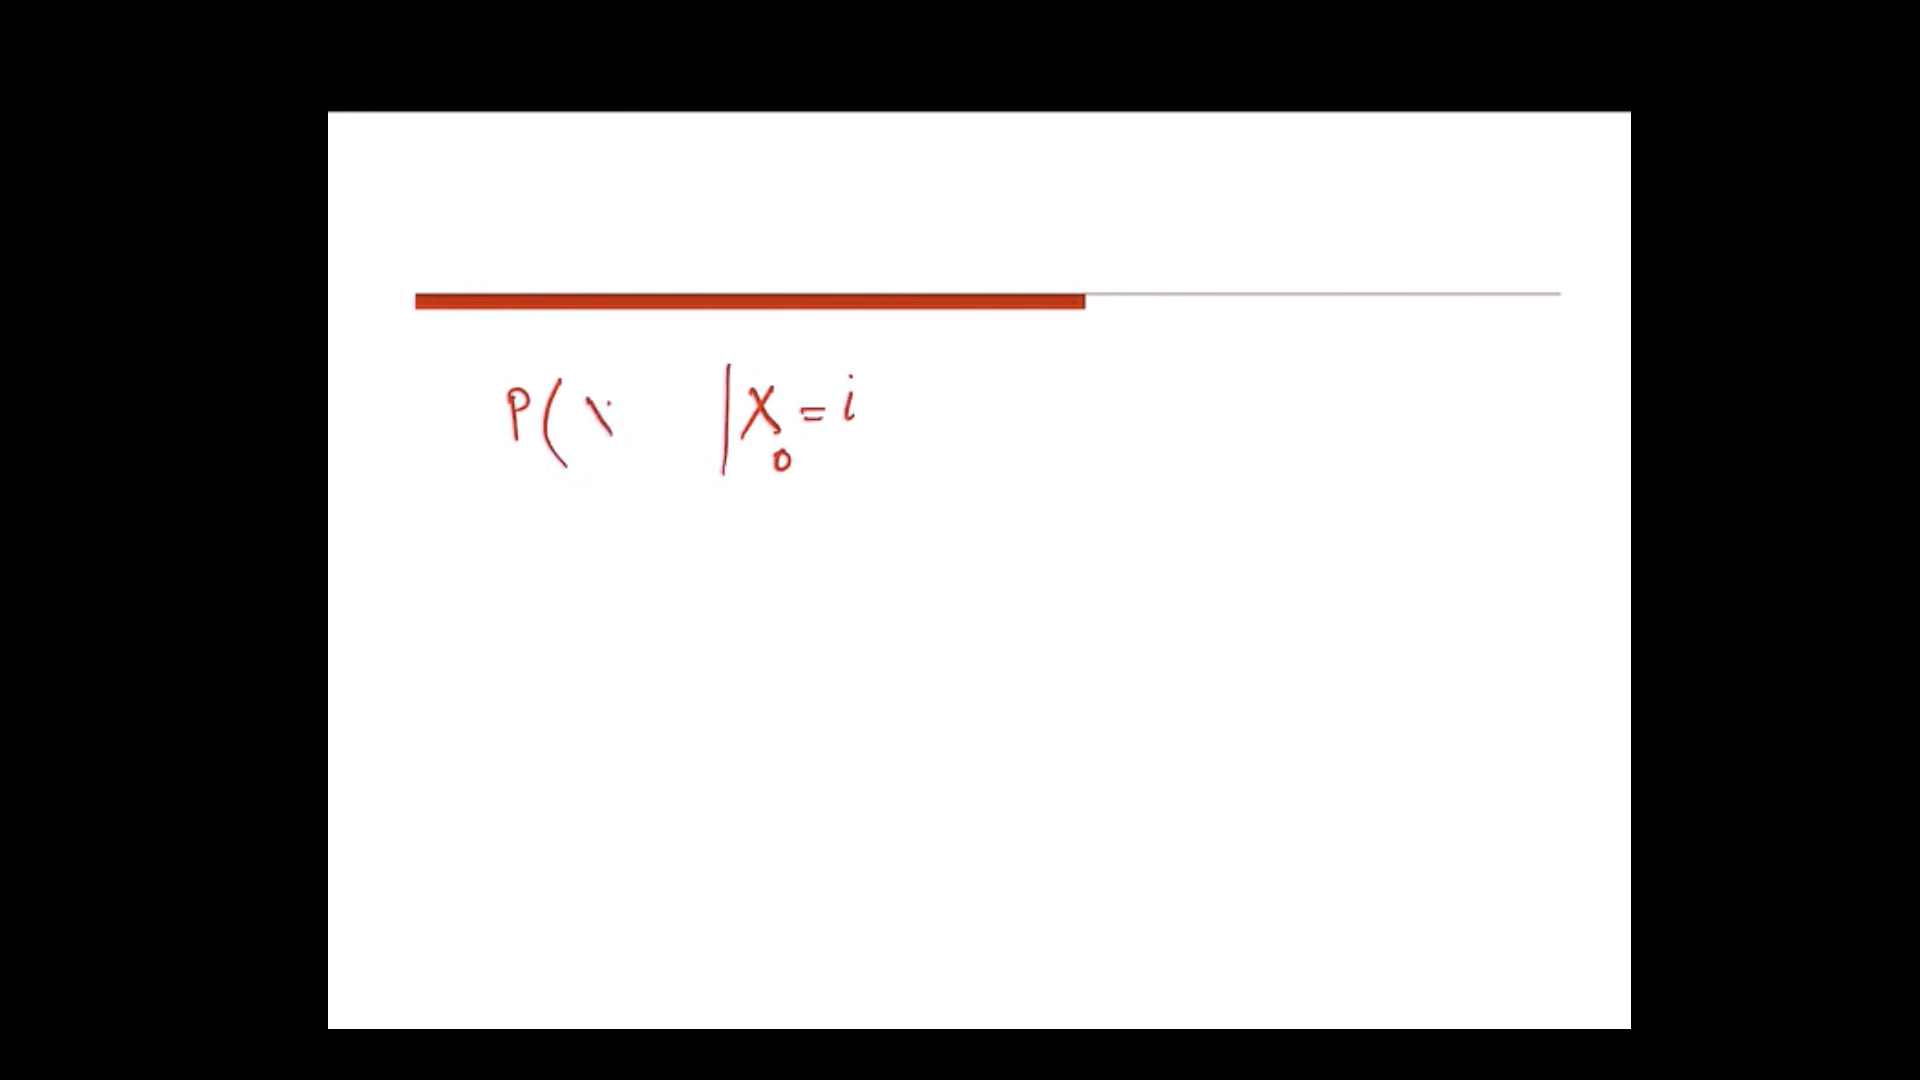 P( \ | X₀ = i